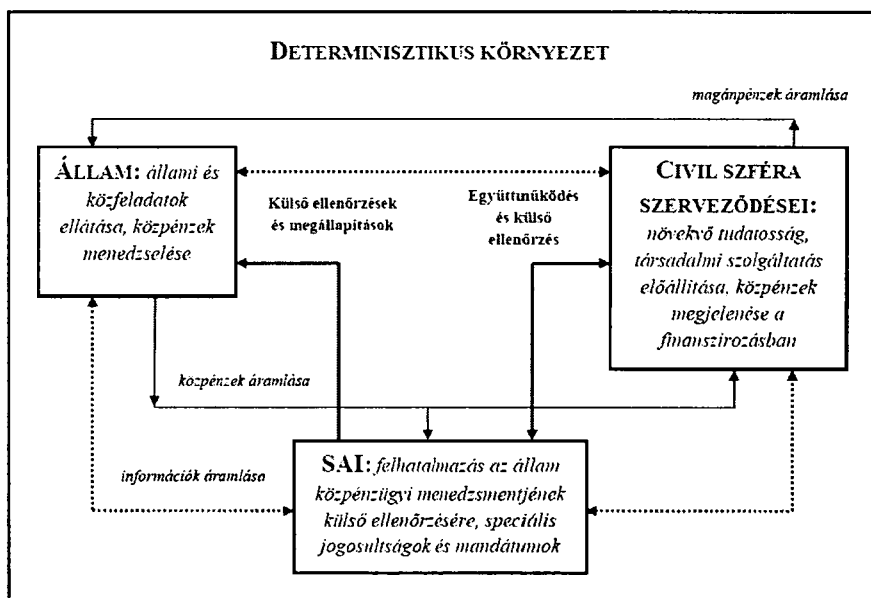 DETERMINISZTIKUS KÖRNYEZET
magánpénzek áramlása
ÁLLAM: állami és
közfeladatok
ellátása, közpénzek
menedzselése
Külső ellenőrzések
és megállapítások
Együttműködés
és külső
ellenőrzés
CIVIL SZFÉRA
SZERVEZŐDÉSEI:
növekvő tudatosság,
társadalmi szolgáltatás
előállítása, közpénzek
megjelenése a
finanszírozásban
közpénzek áramlása
információk áramlása
SAI: felhatalmazás az állam
közpénzügyi menedzsmentjének
külső ellenőrzésére, speciális
jogosultságok és mandátumok